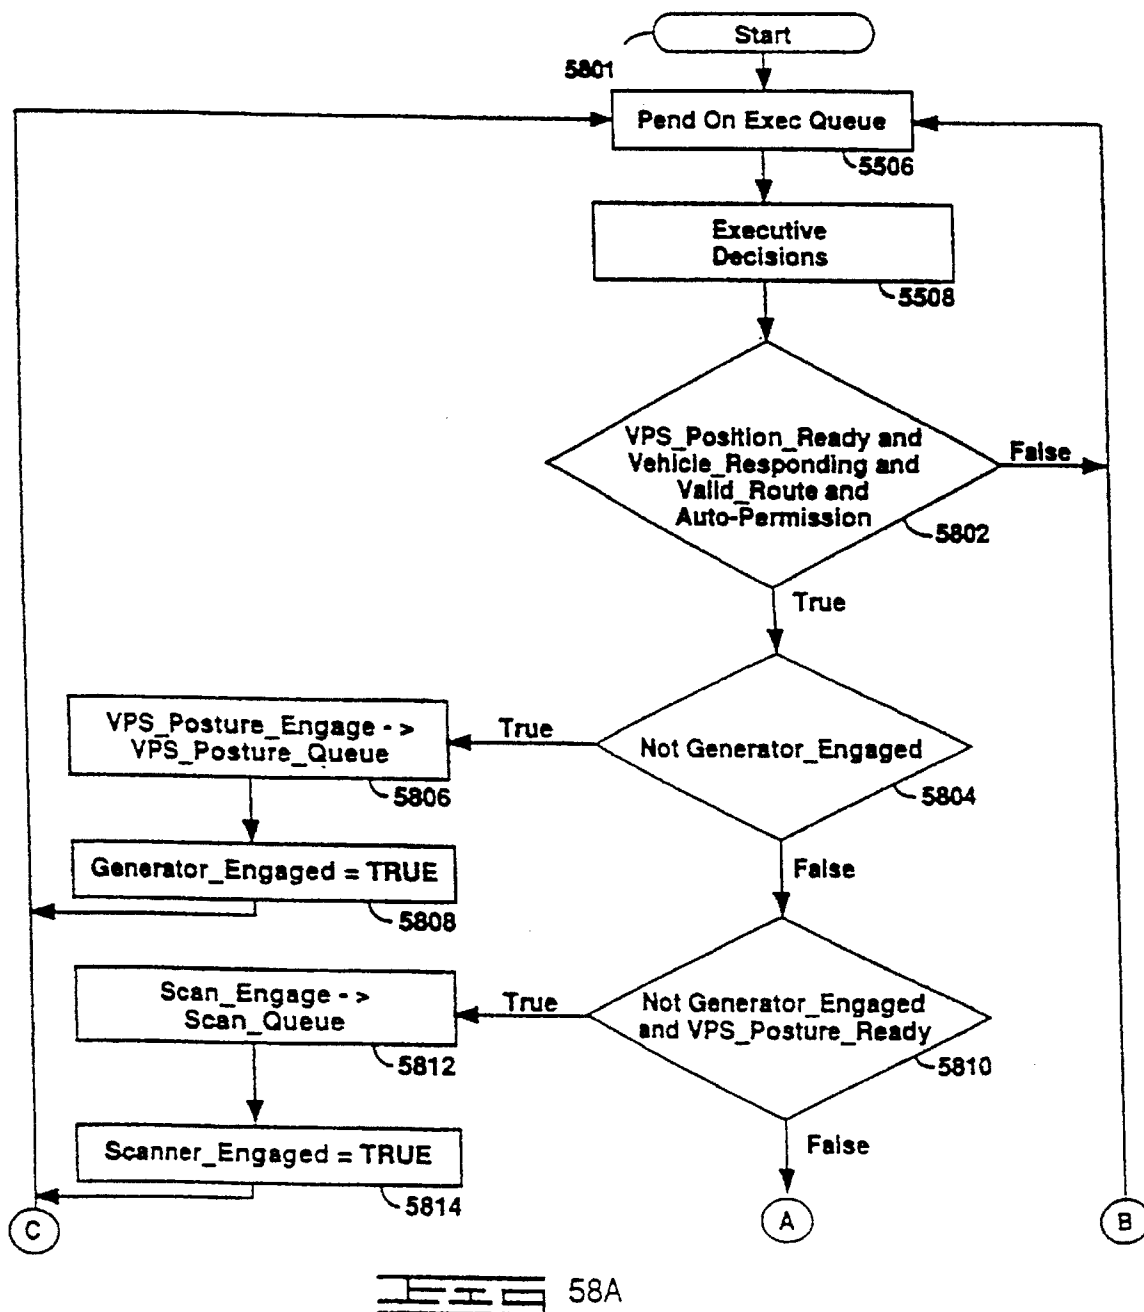 Start
5801
Pend On Exec Queue
5506
Executive
Decisions
5508
VPS_Position_Ready and
Vehicle_Responding and
Valid_Route and
Auto-Permission
False
5802
True
Not Generator_Engaged
5804
True
VPS_Posture_Engage - >
VPS_Posture_Queue
5806
Generator_Engaged = TRUE
5808
False
Not Generator_Engaged
and VPS_Posture_Ready
5810
True
Scan_Engage - >
Scan_Queue
5812
Scanner_Engaged = TRUE
5814
False
C
A
B
58A